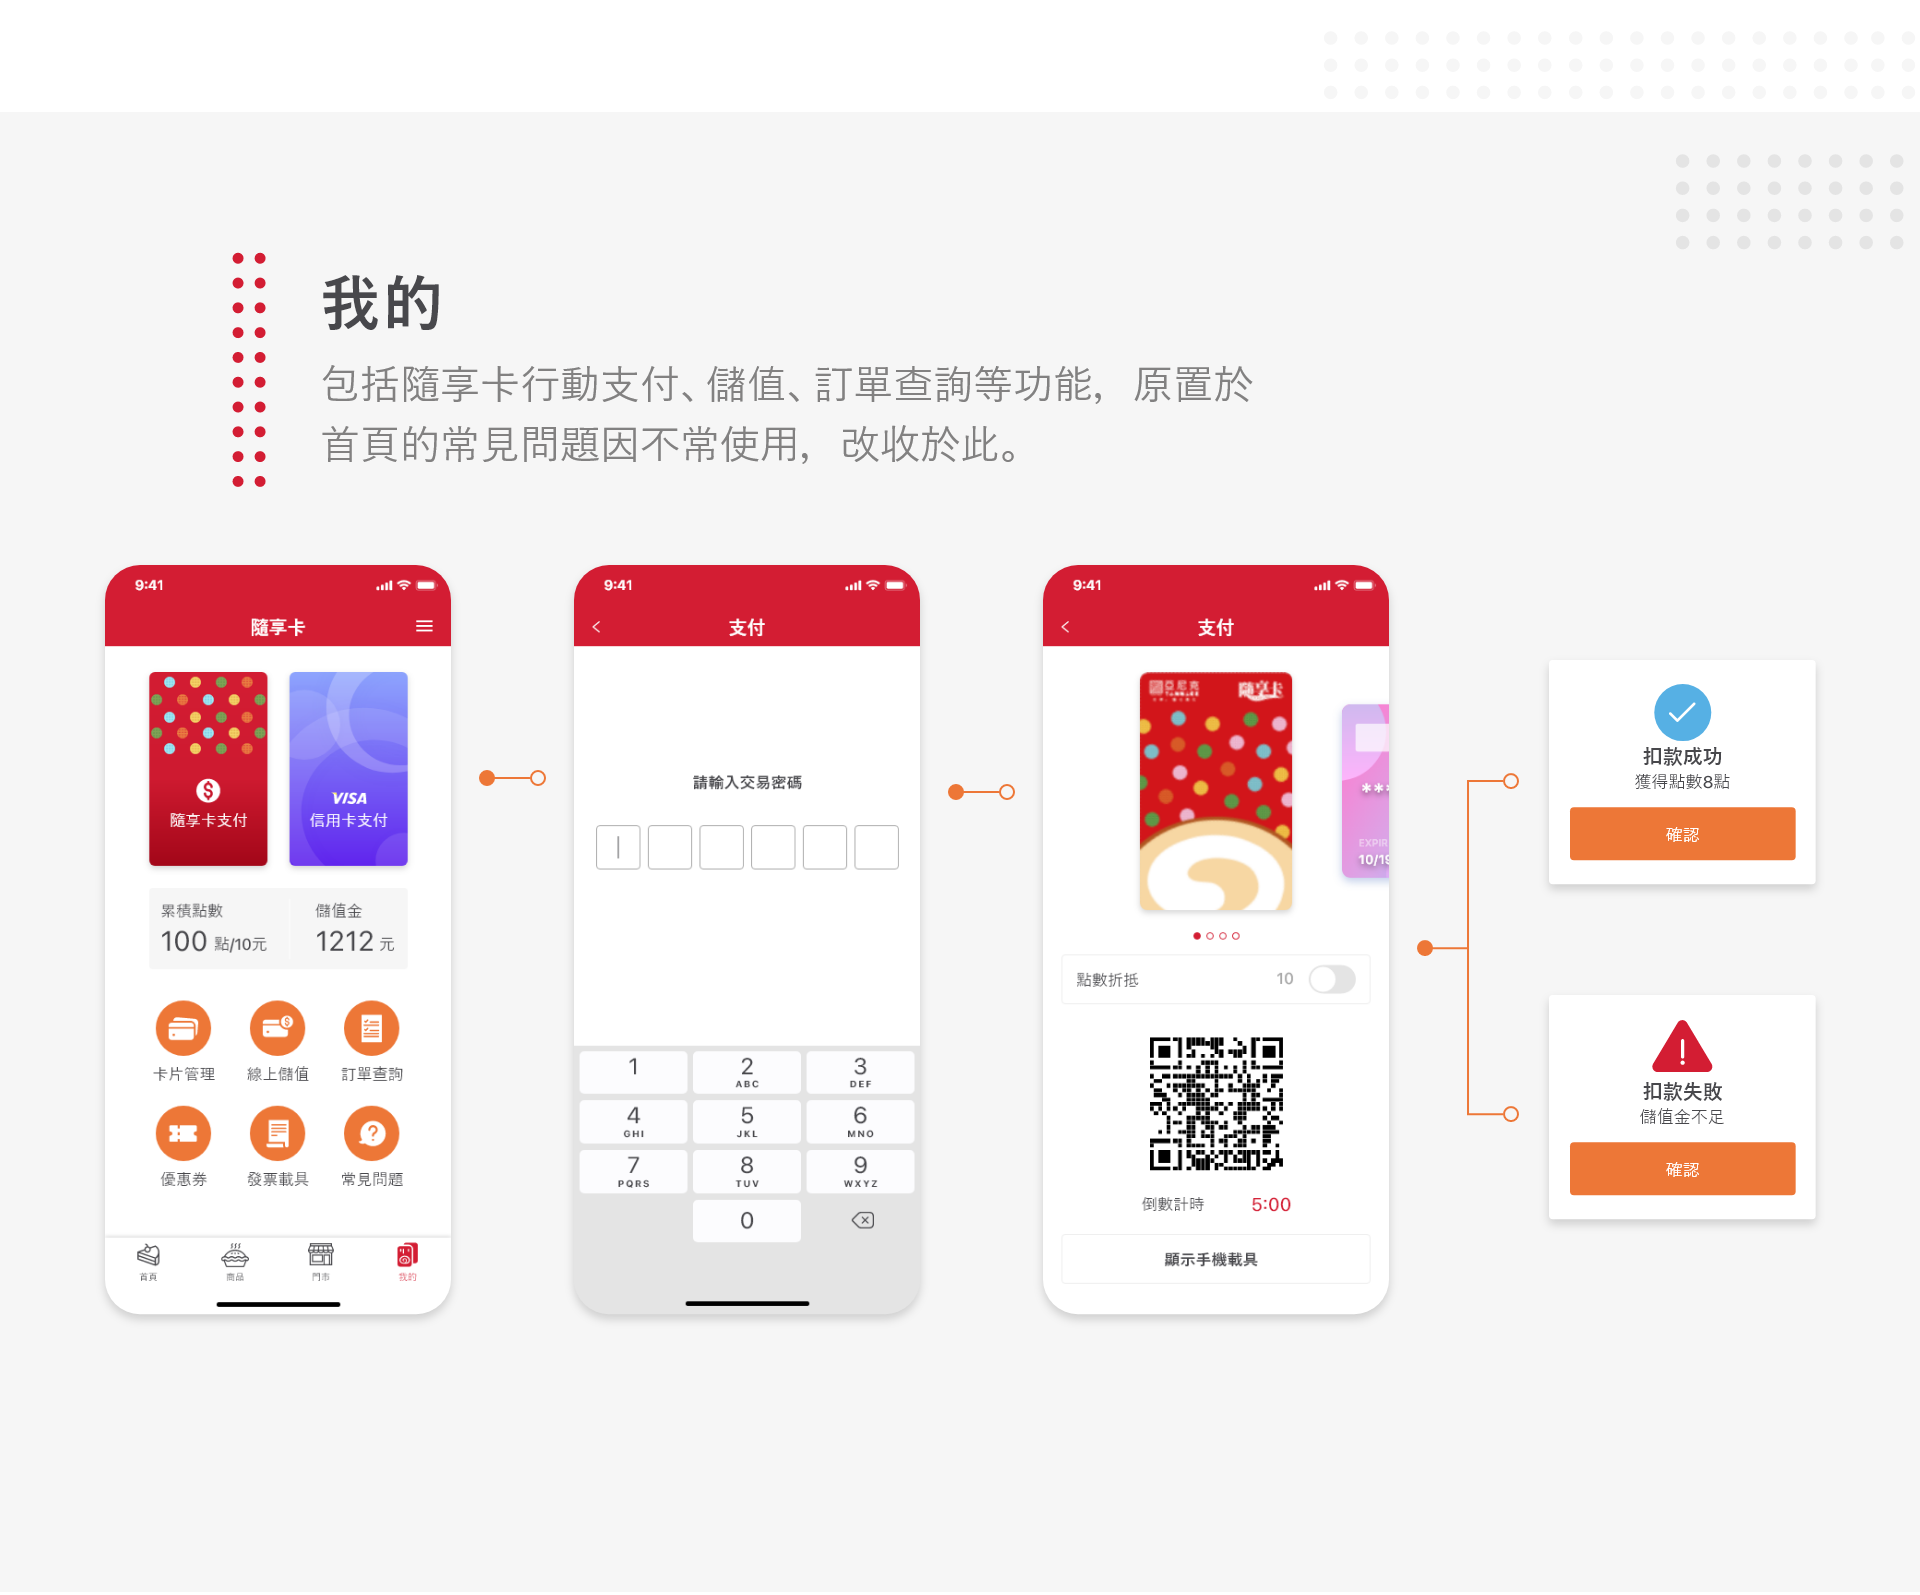 我的
包括隨享卡行動支付、儲值、訂單查詢等功能，原置於
首頁的常見問題因不常使用，改收於此。
9:41
隨享卡
隨享卡支付
VISA
信用卡支付
累積點數
100 點/10元
儲值金
1212 元
卡片管理
線上儲值
訂單查詢
優惠券
發票載具
常見問題
首頁
商品
門市
我的
9:41
支付
請輸入交易密碼
1
2
ABC
3
DEF
4
GHI
5
JKL
6
MNO
7
PQRS
8
TUV
9
WXYZ
0
9:41
支付
亞尼克
隨享卡
***
EXPIR
10/19
點數折抵
10
倒數計時
5:00
顯示手機載具
扣款成功
獲得點數8點
確認
扣款失敗
儲值金不足
確認